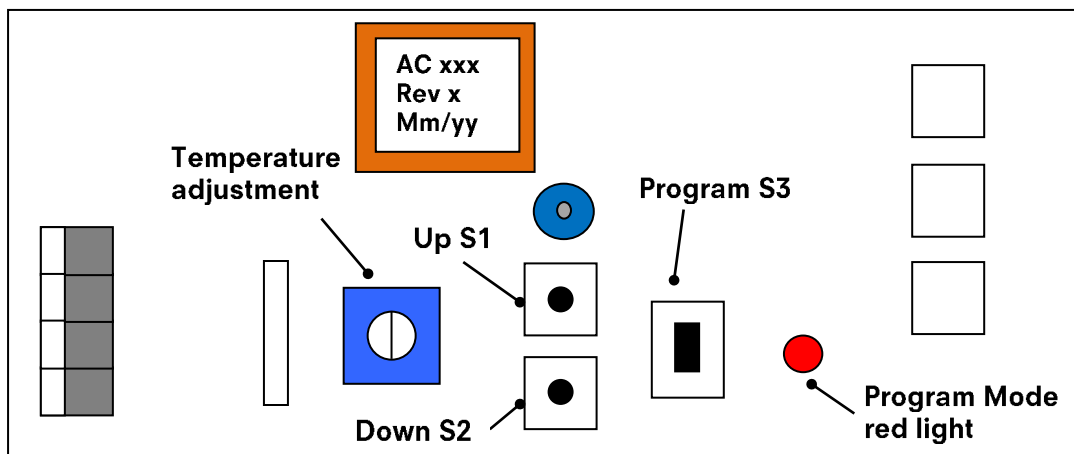 AC xxx
Rev x
Mm/yy
Temperature
adjustment
Program S3
Up S1
Down S2
Program Mode
red light